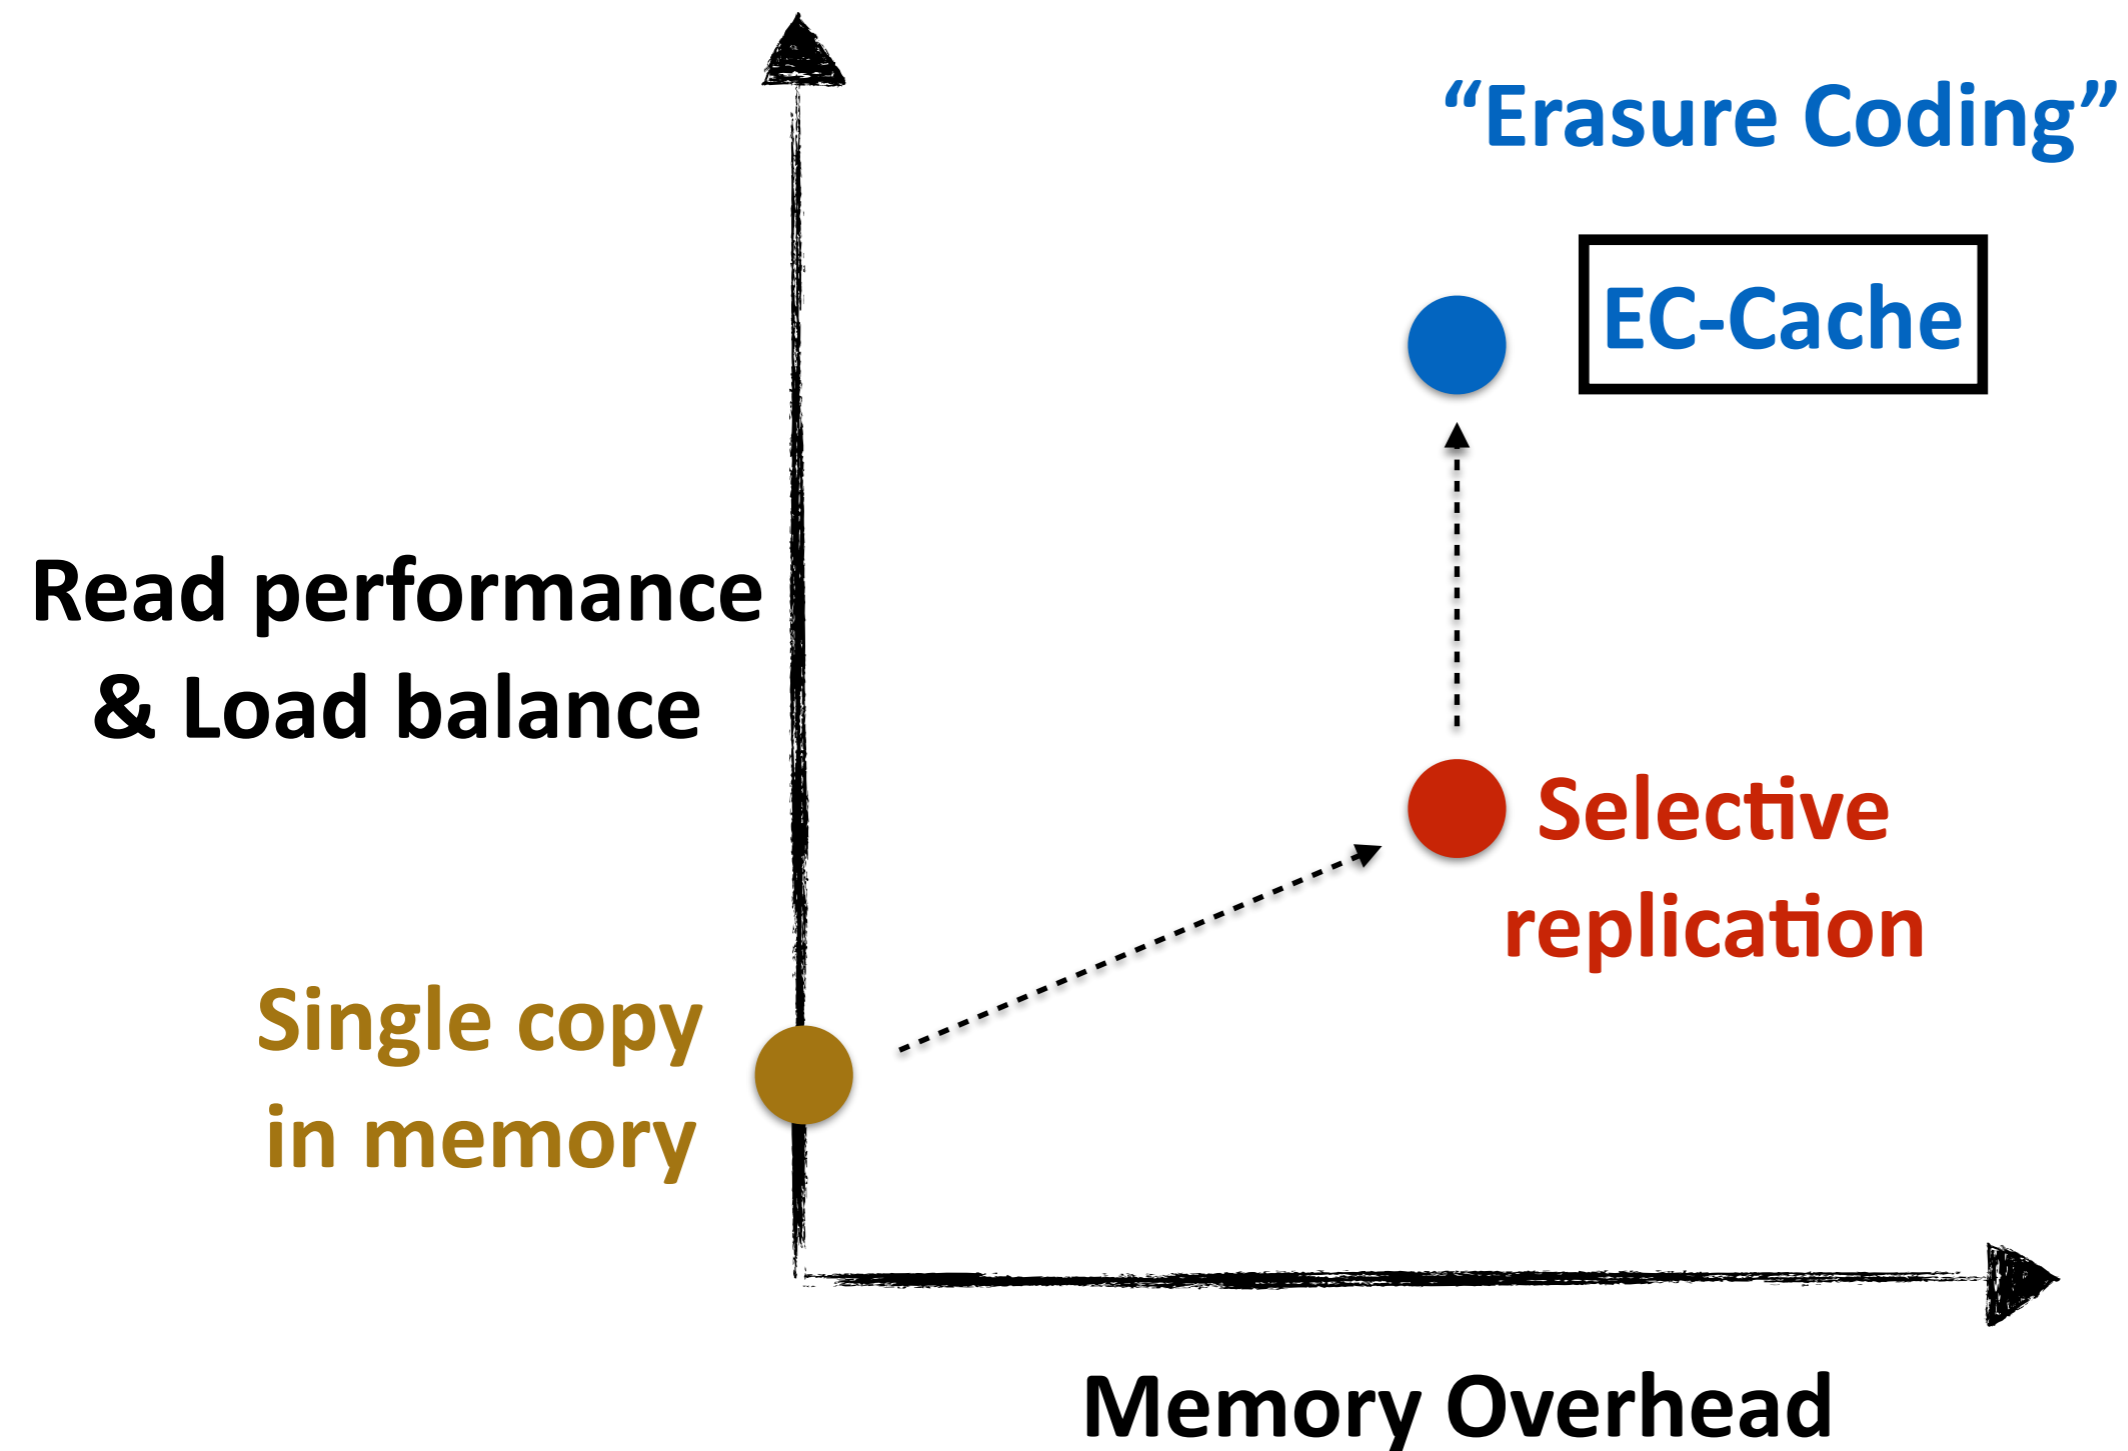 “Erasure Coding”
EC-Cache
Read performance
& Load balance
Selective
replication
Single copy
in memory
Memory Overhead